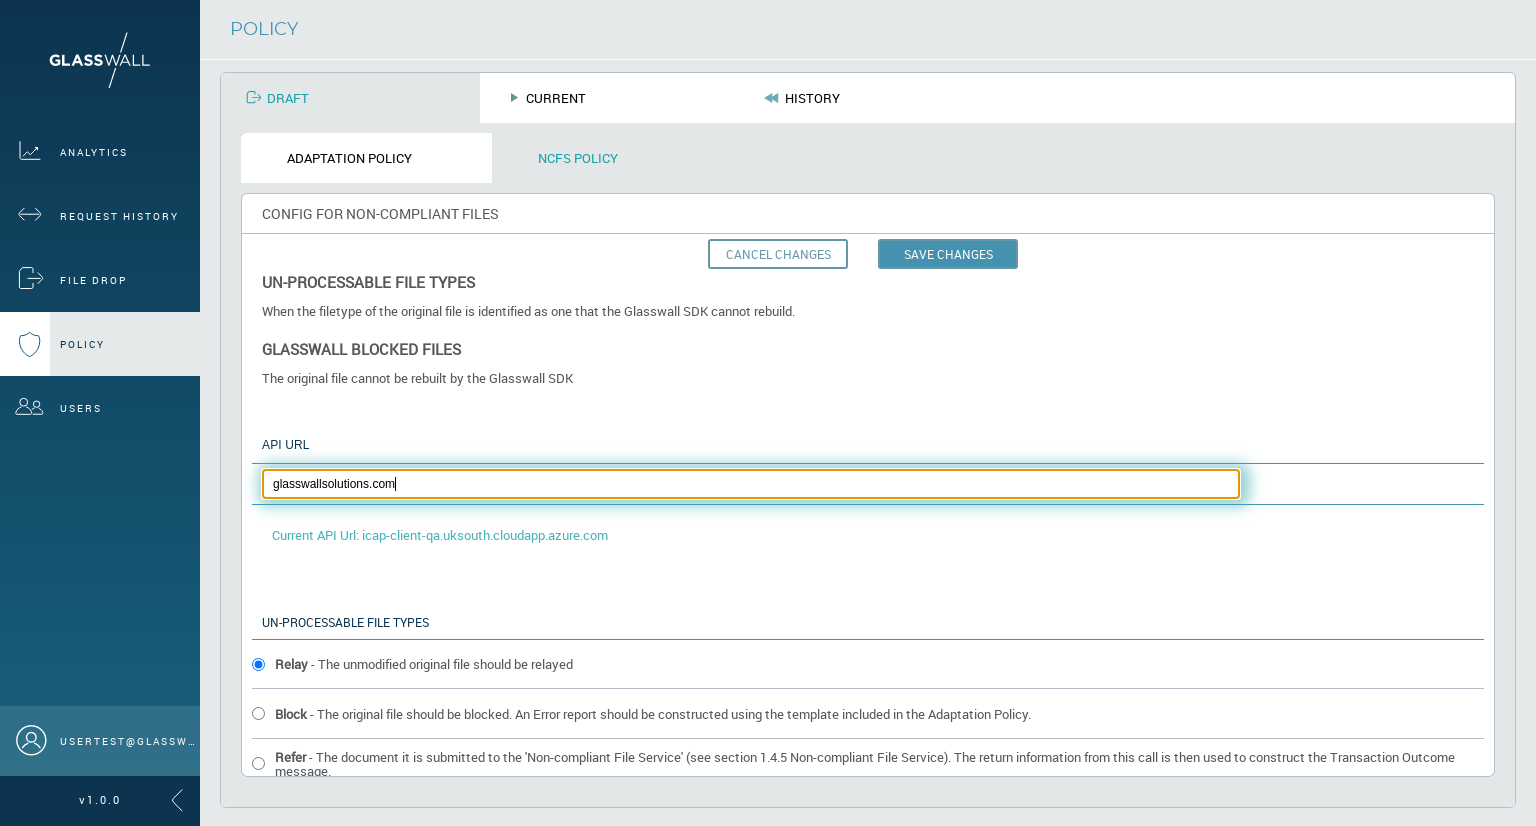 GLASSWALL
ANALYTICS
REQUEST HISTORY
FILE DROP
POLICY
USERS
USERTEST@GLASSW...
v1.0.0
POLICY
DRAFT
CURRENT
HISTORY
ADAPTATION POLICY
NCFS POLICY
CONFIG FOR NON-COMPLIANT FILES
CANCEL CHANGES
SAVE CHANGES
UN-PROCESSABLE FILE TYPES
When the filetype of the original file is identified as one that the Glasswall SDK cannot rebuild.
GLASSWALL BLOCKED FILES
The original file cannot be rebuilt by the Glasswall SDK
API URL
glasswallsolutions.com
Current API Url: icap-client-qa.uksouth.cloudapp.azure.com
UN-PROCESSABLE FILE TYPES
Relay - The unmodified original file should be relayed
Block - The original file should be blocked. An Error report should be constructed using the template included in the Adaptation Policy.
Refer - The document it is submitted to the 'Non-compliant File Service' (see section 1.4.5 Non-compliant File Service). The return information from this call is then used to construct the Transaction Outcome
message.